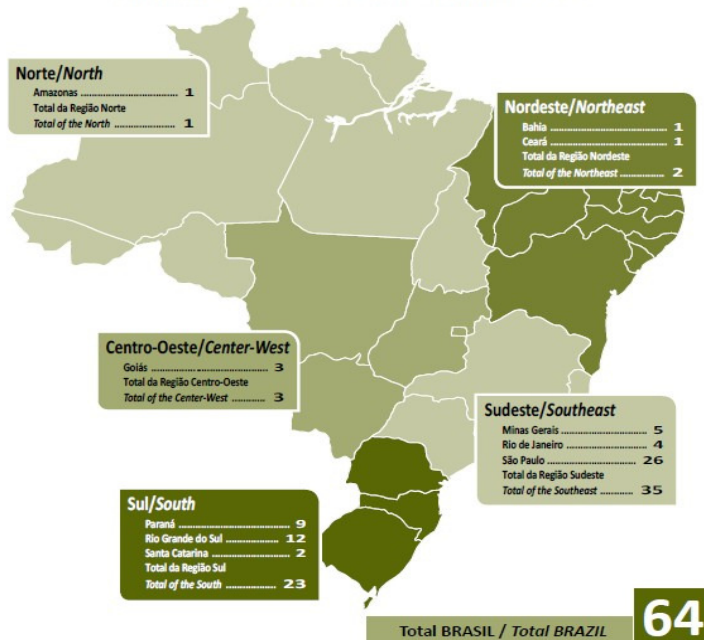 Norte/North
Amazonas ........................................ 1
Total da Região Norte
Total of the North ....................... 1
Nordeste/Northeast
Bahia ............................................ 1
Ceará ............................................ 1
Total da Região Nordeste
Total of the Northeast ................ 2
Centro-Oeste/Center-West
Goiás ............................................. 3
Total da Região Centro-Oeste
Total of the Center-West ............ 3
Sudeste/Southeast
Minas Gerais ................................ 5
Rio de Janeiro .............................. 4
São Paulo ................................... 26
Total da Região Sudeste
Total of the Southeast ........... 35
Sul/South
Paraná .......................................... 9
Rio Grande do Sul ................... 12
Santa Catarina ............................. 2
Total da Região Sul
Total of the South .................... 23
Total BRASIL / Total BRAZIL 64